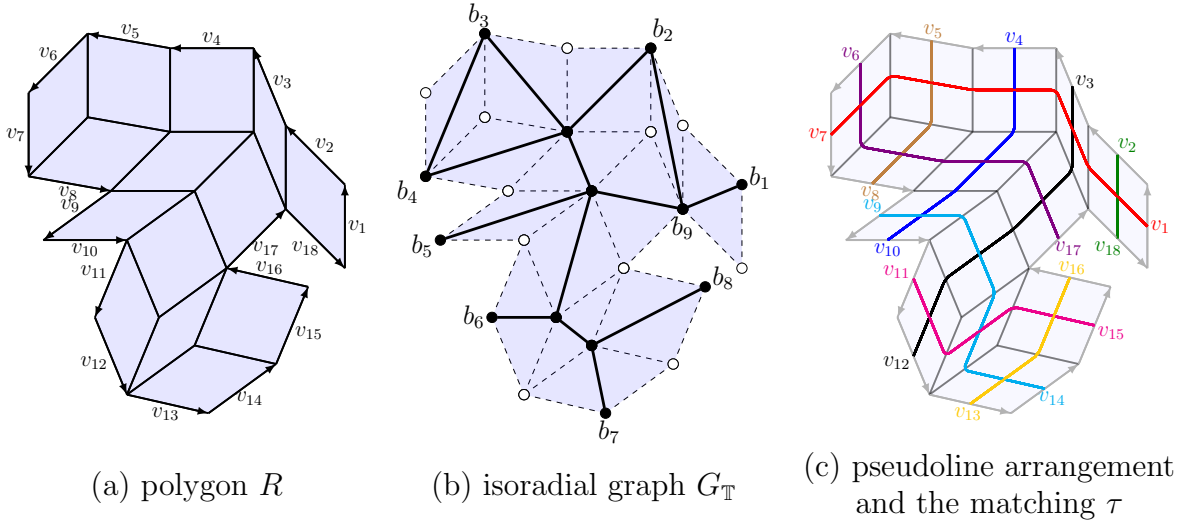 v₆
v₅
v₄
v₃
v₇
v₂
v₈
v₉
v₁
v₁₀
v₁₇
v₁₈
v₁₁
v₁₆
v₁₅
v₁₂
v₁₃
v₁₄
(a) polygon R
b₃
b₂
b₁
b₄
b₉
b₅
b₈
b₆
b₇
(b) isoradial graph G_𝕋
v₅
v₄
v₆
v₃
v₇
v₂
v₈
v₉
v₁
v₁₀
v₁₇
v₁₈
v₁₁
v₁₆
v₁₅
v₁₂
v₁₄
v₁₃
(c) pseudoline arrangement
and the matching τ